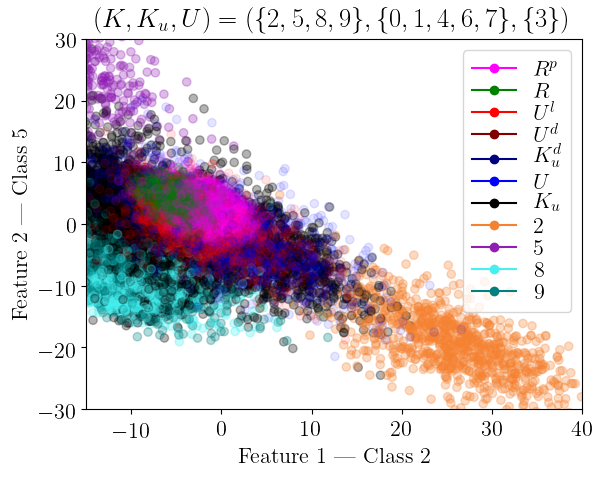 (K, K_u, U) = ({2, 5, 8, 9}, {0, 1, 4, 6, 7}, {3})
Feature 2 — Class 5
30
20
10
0
−10
−20
−30
R^p
R
U^l
U^d
K_u^d
U
K_u
2
5
8
9
−10
0
10
20
30
40
Feature 1 — Class 2